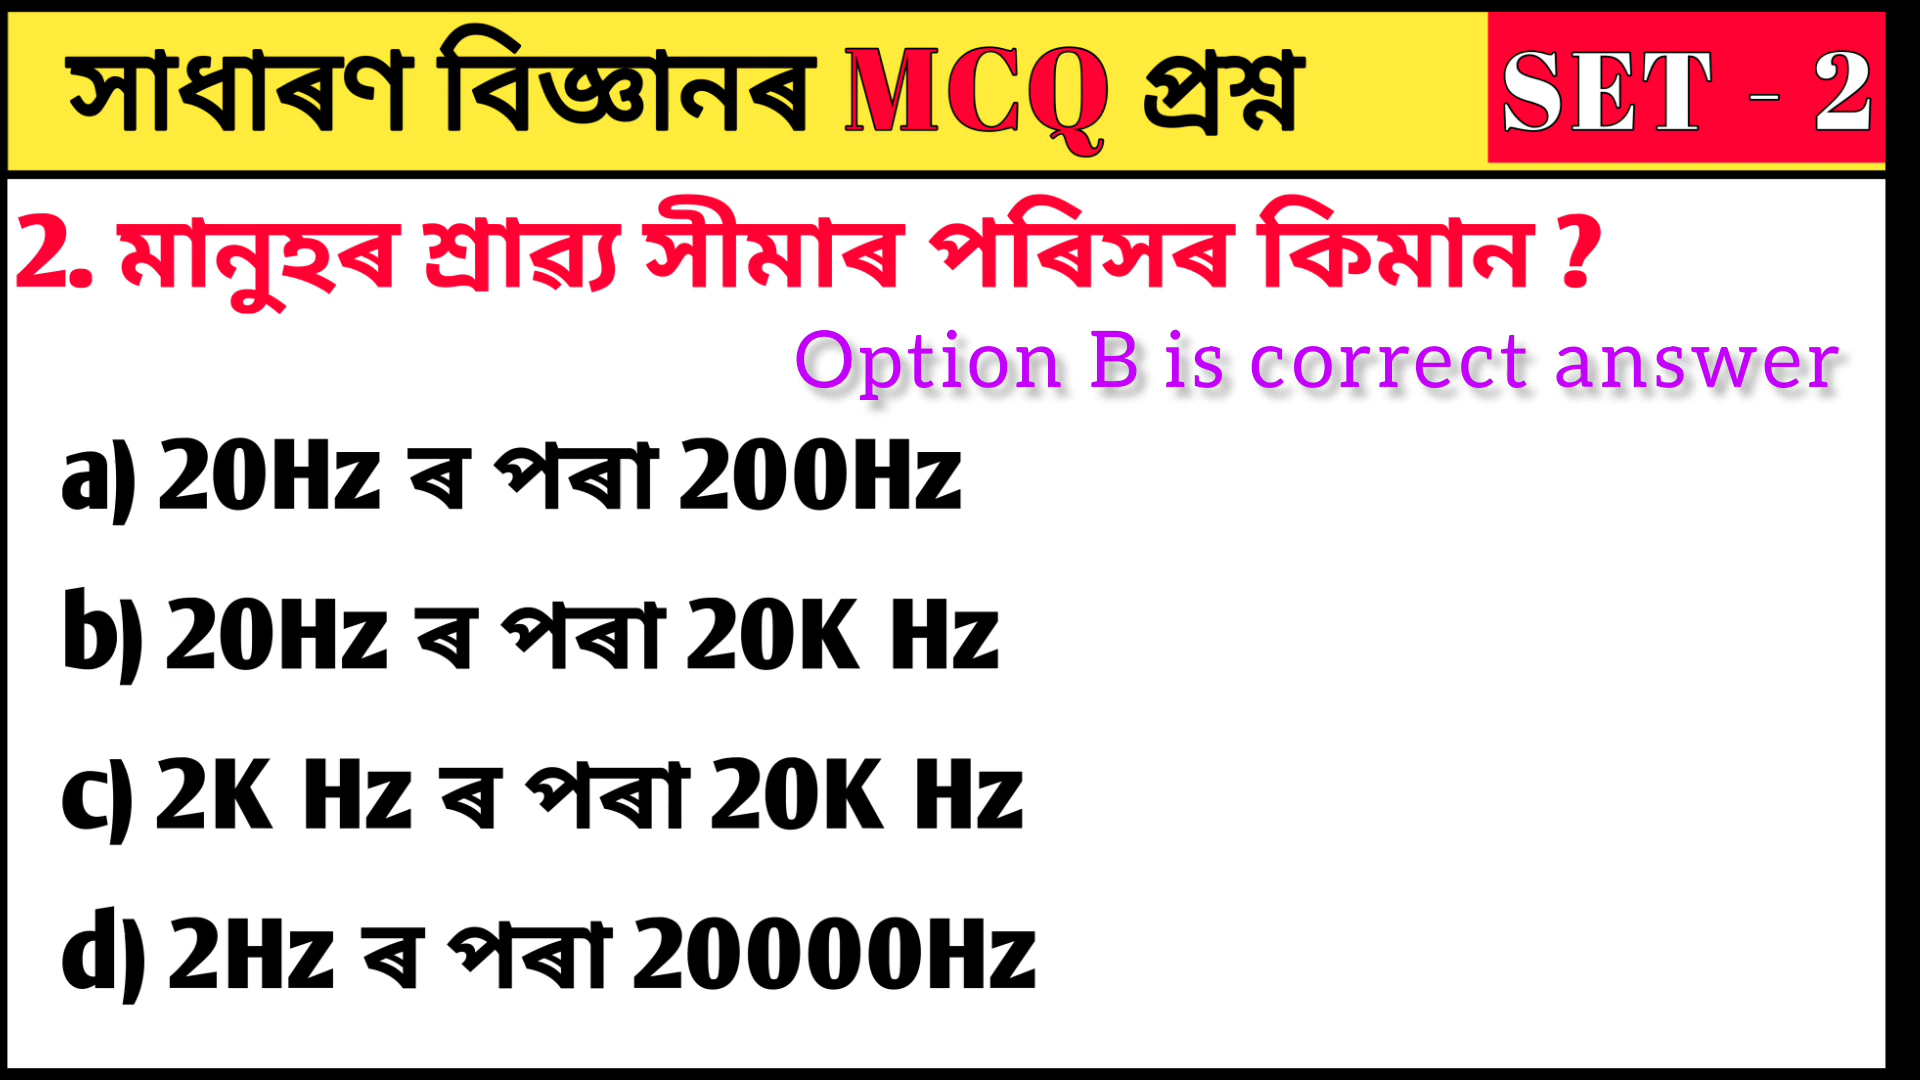 সাধাৰণ বিজ্ঞানৰ MCQ প্ৰশ্ন SET - 2
2. মানুহৰ শ্ৰাৱ্য সীমাৰ পৰিসৰ কিমান ?
Option B is correct answer
a) 20Hz ৰ পৰা 200Hz
b) 20Hz ৰ পৰা 20K Hz
c) 2K Hz ৰ পৰা 20K Hz
d) 2Hz ৰ পৰা 20000Hz